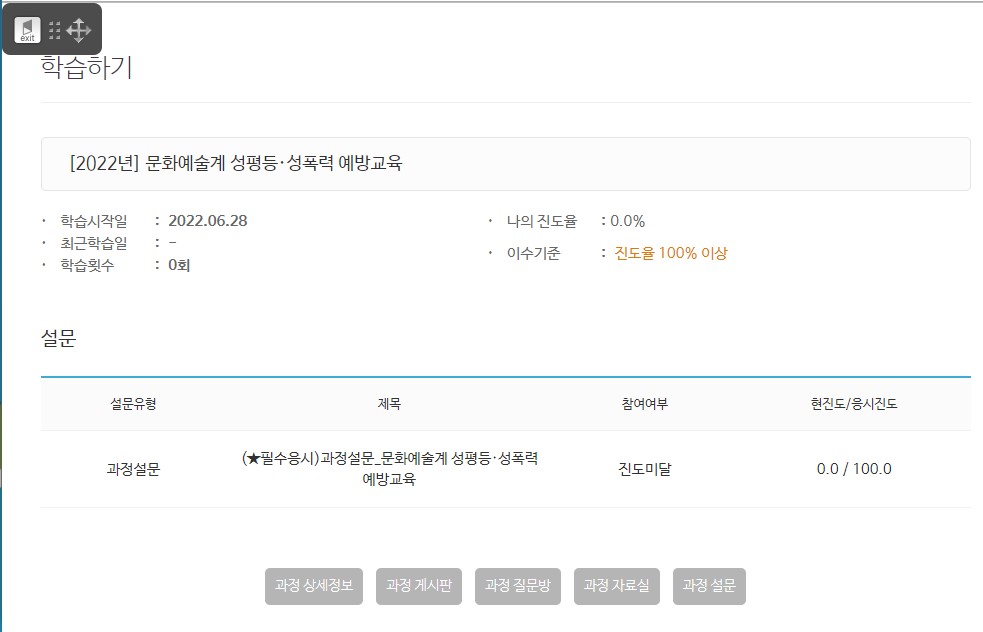 exit
학습하기
[2022년] 문화예술계 성평등·성폭력 예방교육
· 학습시작일 : 2022.06.28
· 최근학습일 : -
· 학습횟수 : 0회
· 나의 진도율 : 0.0%
· 이수기준 : 진도율 100% 이상
설문
설문유형 제목 참여여부 현진도/응시진도
과정설문 (★필수응시)과정설문_문화예술계 성평등·성폭력
예방교육 진도미달 0.0 / 100.0
과정 상세정보 과정 게시판 과정 질문방 과정 자료실 과정 설문